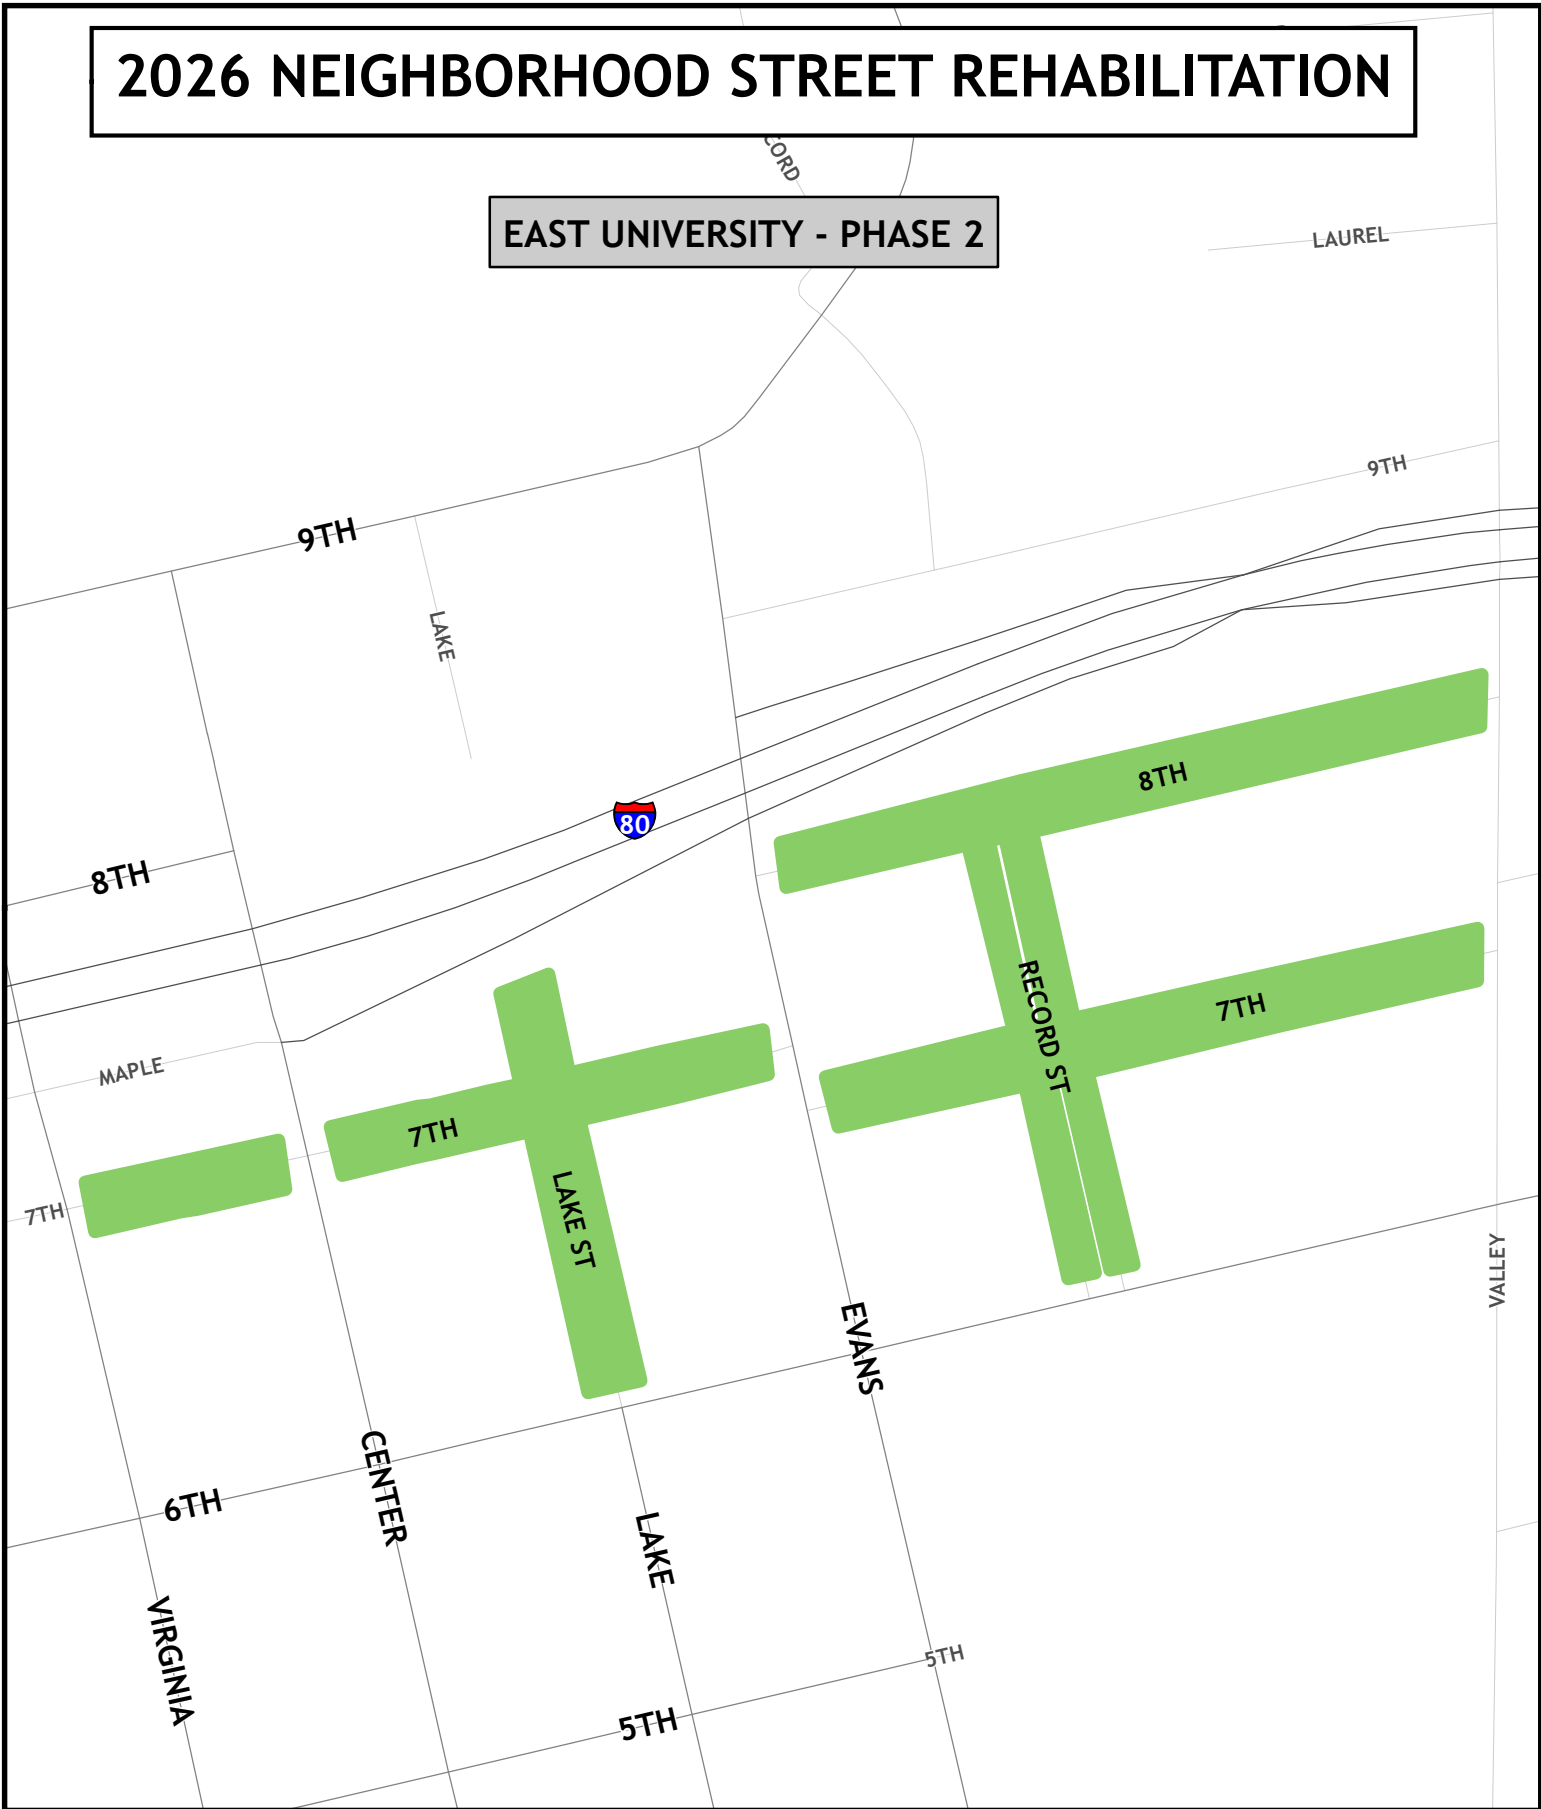 2026 NEIGHBORHOOD STREET REHABILITATION
CORD
EAST UNIVERSITY - PHASE 2
LAUREL
9TH
9TH
LAKE
8TH
80
8TH
RECORD ST
7TH
MAPLE
7TH
LAKE ST
7TH
VALLEY
EVANS
CENTER
6TH
LAKE
VIRGINIA
5TH
5TH